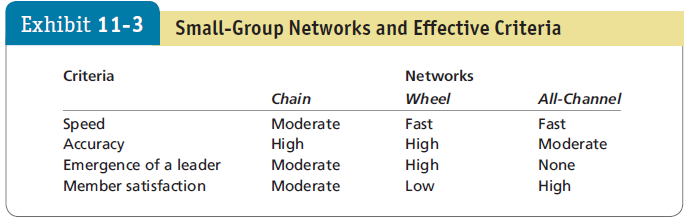 Exhibit 11-3 Small-Group Networks and Effective Criteria
Criteria Networks
Chain Wheel All-Channel
Speed Moderate Fast Fast
Accuracy High High Moderate
Emergence of a leader Moderate High None
Member satisfaction Moderate Low High